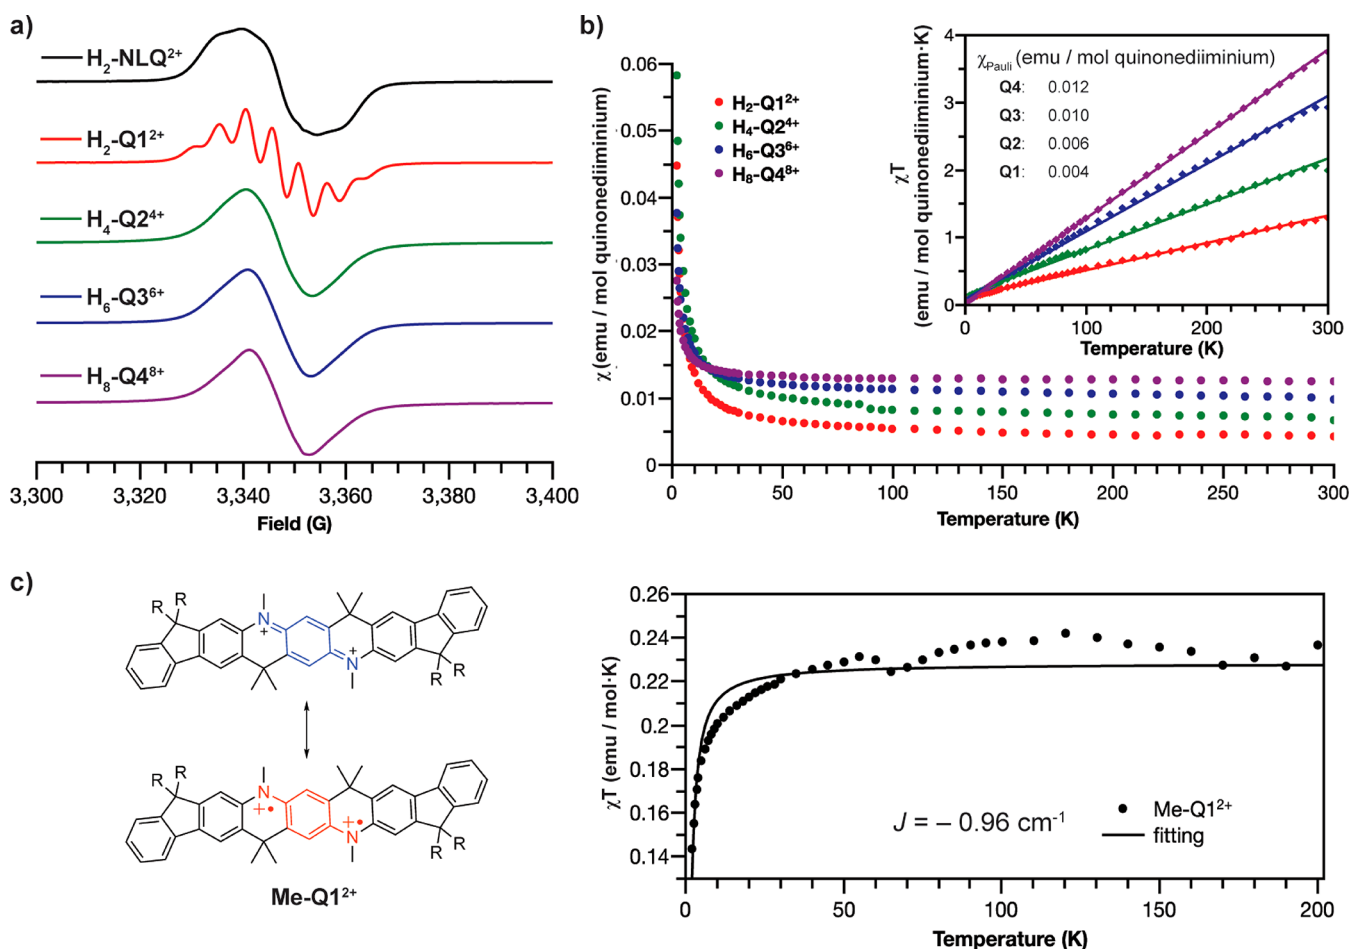 a)
H₂-NLQ²⁺
H₂-Q1²⁺
H₄-Q2⁴⁺
H₆-Q3⁶⁺
H₈-Q4⁸⁺
3,300 3,320 3,340 3,360 3,380 3,400
Field (G)
b)
χ (emu / mol quinonediiminium)
0.06
0.05
0.04
0.03
0.02
0.01
0
H₂-Q1²⁺
H₄-Q2⁴⁺
H₆-Q3⁶⁺
H₈-Q4⁸⁺
0 50 100 150 200 250 300
Temperature (K)
χT
(emu / mol quinonediiminium·K)
4
3
2
1
0
χPauli (emu / mol quinonediiminium)
Q4: 0.012
Q3: 0.010
Q2: 0.006
Q1: 0.004
0 100 200 300
Temperature (K)
c)
R R N + N + R R
R R N +• +• N R R
Me-Q1²⁺
χT (emu / mol·K)
0.26
0.24
0.22
0.2
0.18
0.16
0.14
J = – 0.96 cm⁻¹
Me-Q1²⁺
fitting
0 50 100 150 200
Temperature (K)